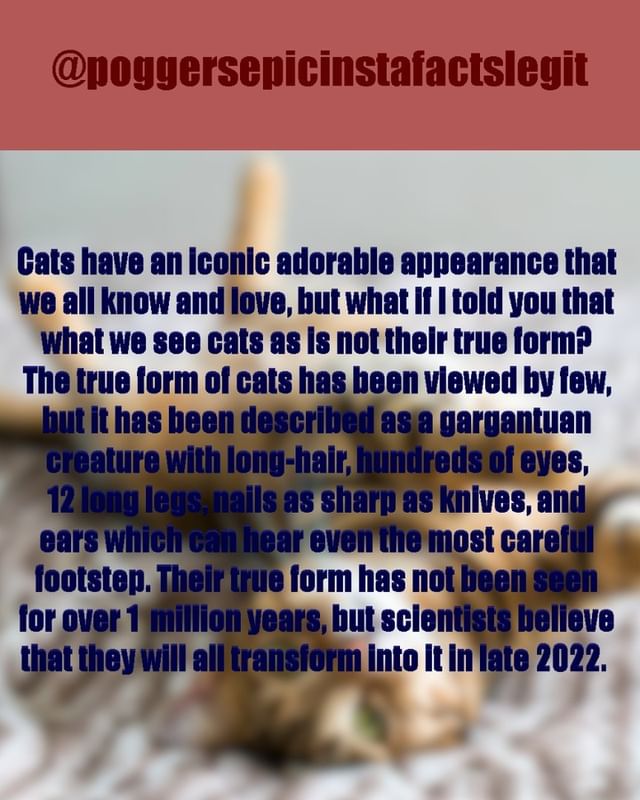 @poggersepicinstafactslegit
Cats have an iconic adorable appearance that
we all know and love, but what if I told you that
what we see cats as is not their true form?
The true form of cats has been viewed by few,
but it has been described as a gargantuan
creature with long-hair, hundreds of eyes,
12 long legs, nails as sharp as knives, and
ears which can hear even the most careful
footstep. Their true form has not been seen
for over 1 million years, but scientists believe
that they will all transform into it in late 2022.